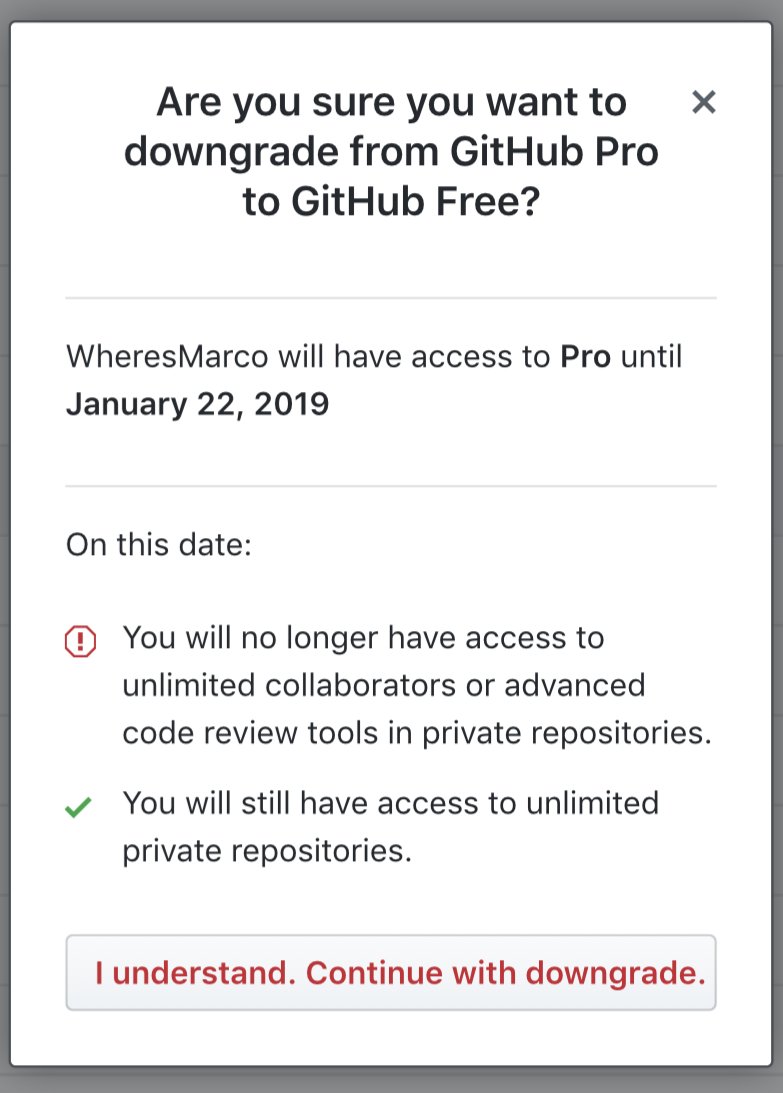 Are you sure you want to
downgrade from GitHub Pro
to GitHub Free?
WheresMarco will have access to Pro until
January 22, 2019
On this date:
You will no longer have access to
unlimited collaborators or advanced
code review tools in private repositories.
You will still have access to unlimited
private repositories.
I understand. Continue with downgrade.